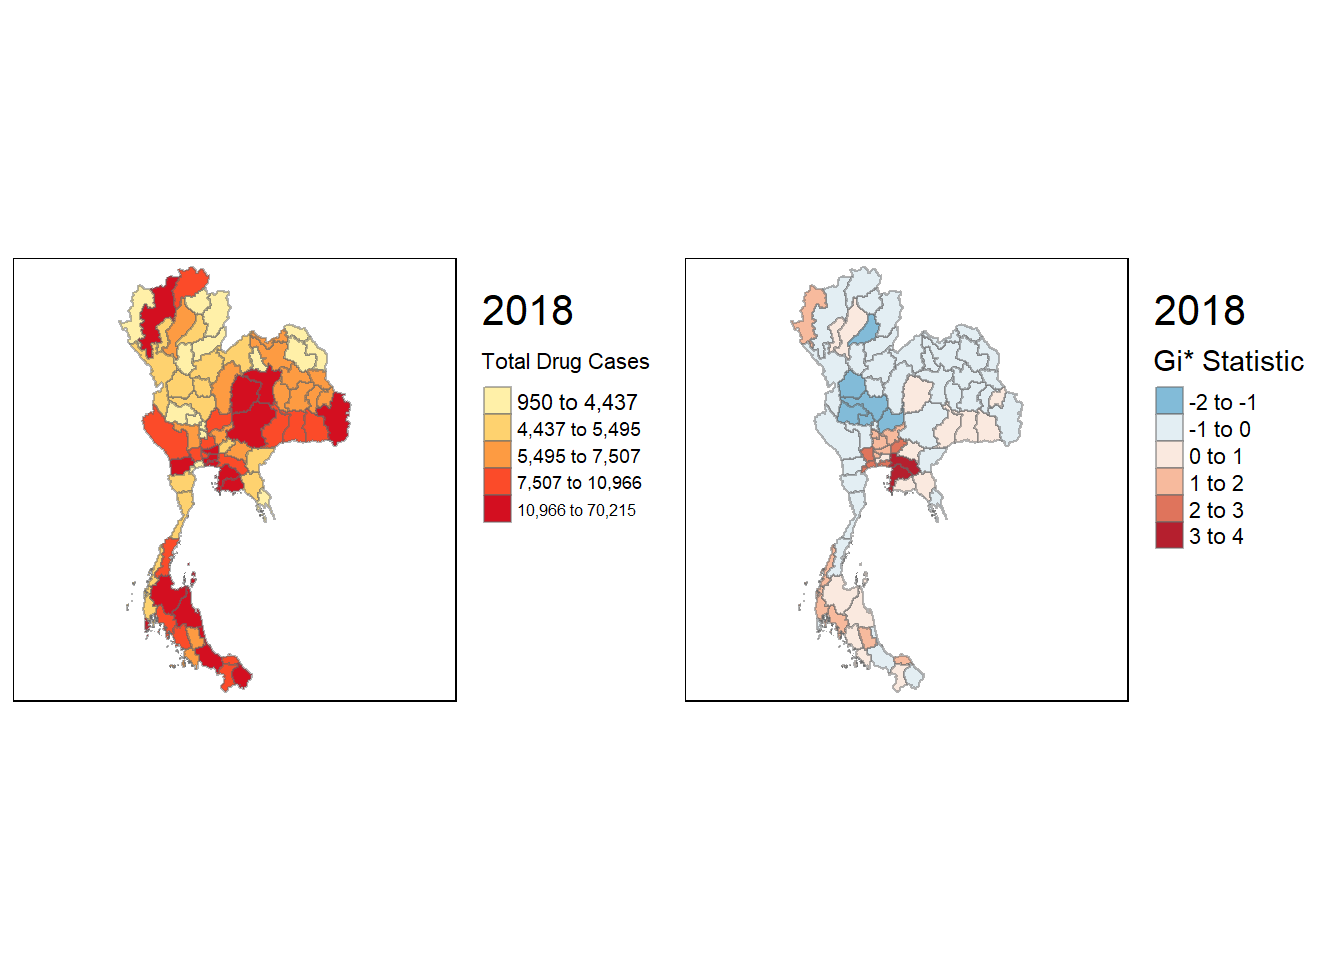 2018
Total Drug Cases
950 to 4,437
4,437 to 5,495
5,495 to 7,507
7,507 to 10,966
10,966 to 70,215
2018
Gi* Statistic
-2 to -1
-1 to 0
0 to 1
1 to 2
2 to 3
3 to 4